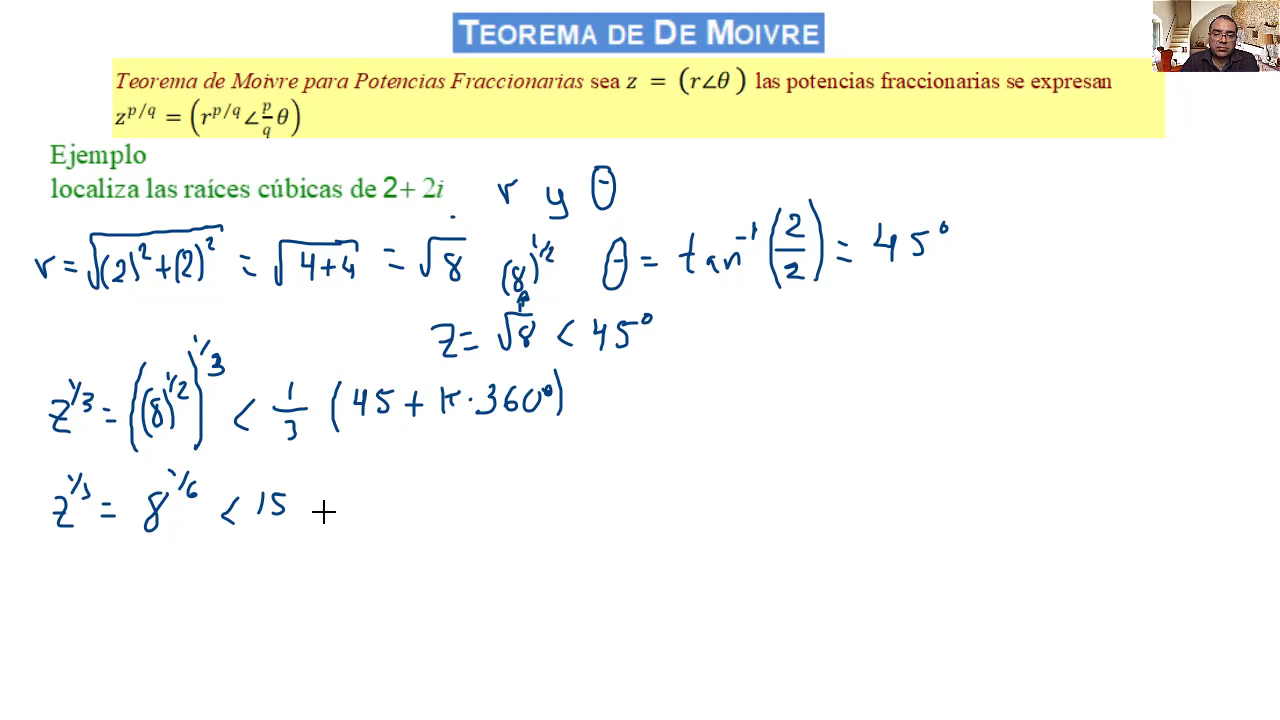 TEOREMA DE DE MOIVRE
Teorema de Moivre para Potencias Fraccionarias sea z = (r∠θ) las potencias fraccionarias se expresan
z^{p/q} = (r^{p/q} ∠ \frac{p}{q} θ)
Ejemplo
localiza las raíces cúbicas de 2+ 2i
r y θ
r = √((2)^2 + (2)^2) = √(4+4) = √8 (8)^{1/2} θ = tan^{-1} (2/2) = 45°
z = √8 < 45°
z^{1/3} = ((8)^{1/2})^{1/3} < \frac{1}{3} (45 + k · 360°)
z^{1/3} = 8^{1/6} < 15